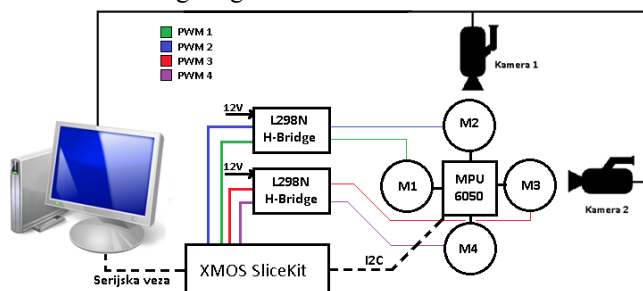 PWM 1
PWM 2
PWM 3
PWM 4
Kamera 1
12V
L298N
H-Bridge
M2
12V
L298N
H-Bridge
M1
MPU
6050
M3
Kamera 2
M4
I2C
XMOS SliceKit
Serijska veza